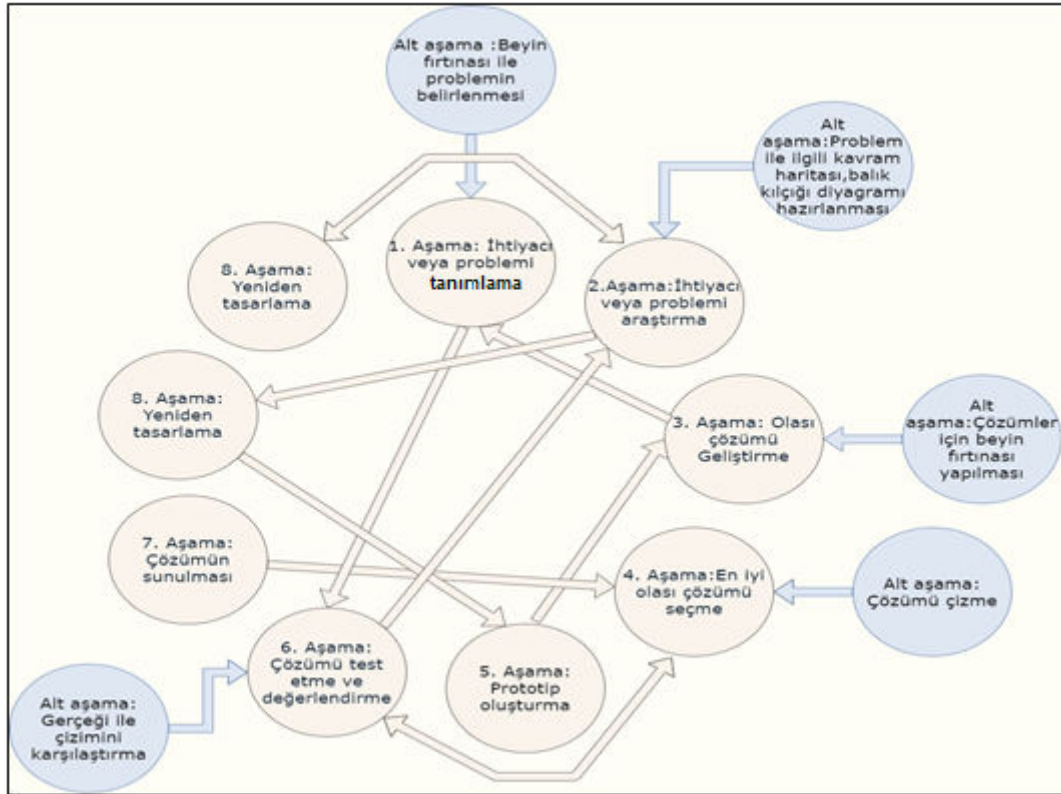 Alt aşama :Beyin
fırtınası ile
problemin
belirlenmesi
Alt
aşama:Problem
ile ilgili kavram
haritası,balık
kılçığı diyagramı
hazırlanması
1. Aşama: İhtiyacı
veya problemi
tanımlama
8. Aşama:
Yeniden
tasarlama
2.Aşama:İhtiyacı
veya problemi
araştırma
8. Aşama:
Yeniden
tasarlama
3. Aşama: Olası
çözümü
Geliştirme
Alt
aşama:Çözümler
için beyin
fırtınası
yapılması
7. Aşama:
Çözümün
sunulması
4. Aşama:En iyi
olası çözümü
seçme
Alt aşama:
Çözümü çizme
6. Aşama:
Çözümü test
etme ve
değerlendirme
5. Aşama:
Prototip
oluşturma
Alt aşama:
Gerçeği ile
çizimini
karşılaştırma